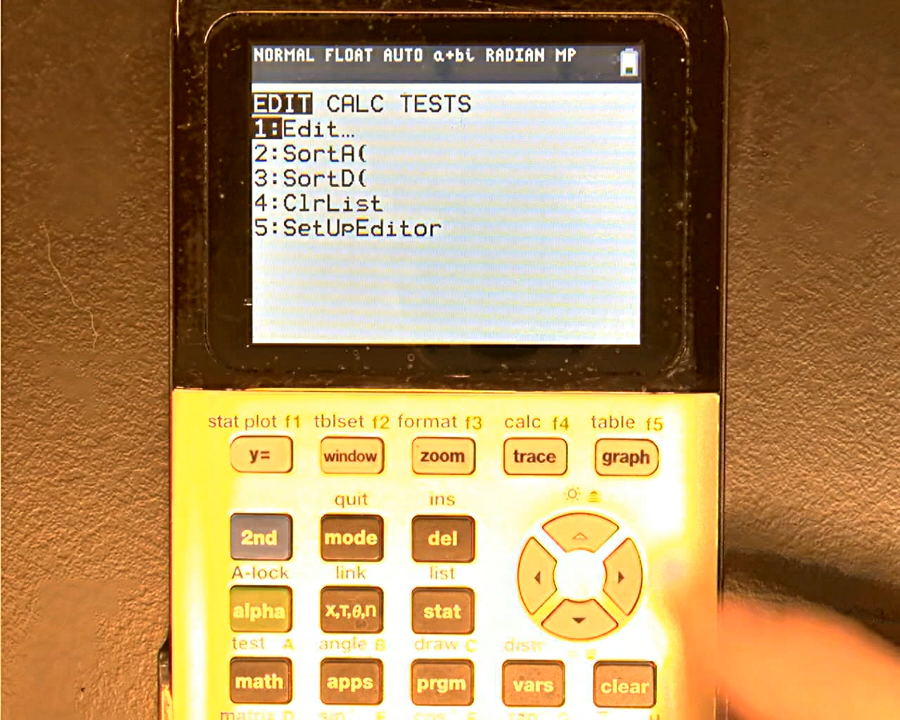 NORMAL FLOAT AUTO a+bi RADIAN MP
EDIT CALC TESTS
1:Edit…
2:SortA(
3:SortD(
4:ClrList
5:SetUpEditor
stat plot f1 tblset f2 format f3 calc f4 table f5
y= window zoom trace graph
quit ins
2nd mode del
A-lock link list
alpha X,T,θ,n stat
test A angle B draw C distr
math apps prgm vars clear